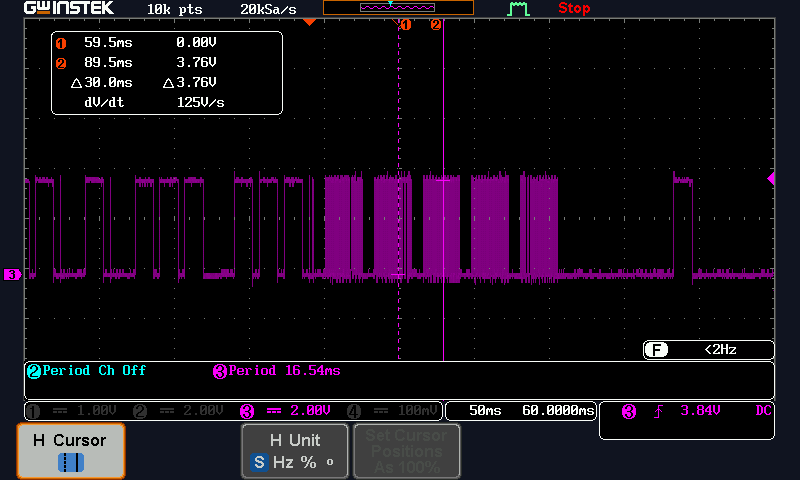 GWINSTEK 10k pts 20kSa/s Stop
1 2
1 59.5ms 0.00V
2 89.5ms 3.76V
△30.0ms △3.76V
dV/dt 125V/s
3
F <2Hz
2 Period Ch Off 3 Period 16.54ms
1 1.00V 2 2.00V 3 2.00V 4 100mV 50ms 60.0000ms 3 3.84V DC
H Cursor H Unit Set Cursor
S Hz % ° Positions
As 100%